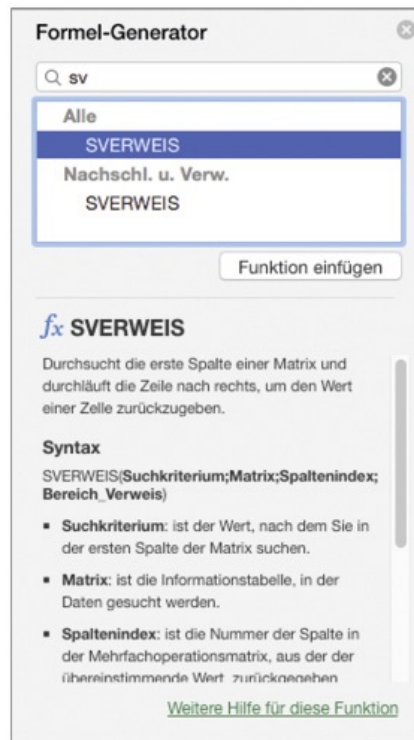 Formel-Generator
sv
Alle
SVERWEIS
Nachschl. u. Verw.
SVERWEIS
Funktion einfügen
fx SVERWEIS
Durchsucht die erste Spalte einer Matrix und
durchläuft die Zeile nach rechts, um den Wert
einer Zelle zurückzugeben.
Syntax
SVERWEIS(Suchkriterium;Matrix;Spaltenindex;
Bereich_Verweis)
▪ Suchkriterium: ist der Wert, nach dem Sie in
der ersten Spalte der Matrix suchen.
▪ Matrix: ist die Informationstabelle, in der
Daten gesucht werden.
▪ Spaltenindex: ist die Nummer der Spalte in
der Mehrfachoperationsmatrix, aus der der
übereinstimmende Wert zurückgegeben
Weitere Hilfe für diese Funktion